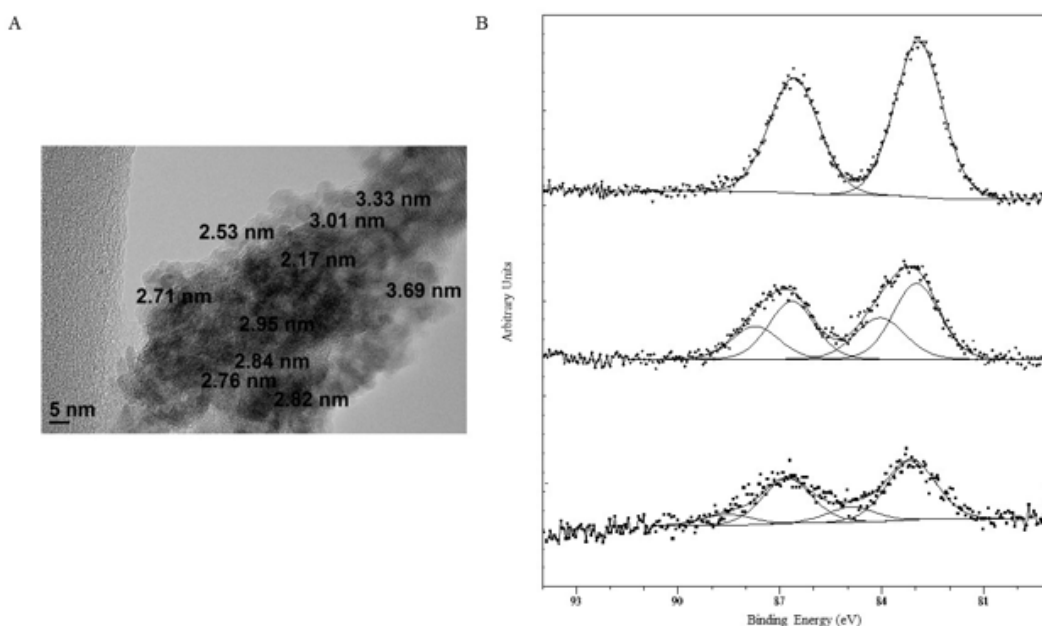 A
B
3.33 nm
3.01 nm
2.53 nm
2.17 nm
3.69 nm
2.71 nm
2.95 nm
2.84 nm
2.76 nm
2.82 nm
5 nm
Arbitrary Units
93 90 87 84 81
Binding Energy (eV)